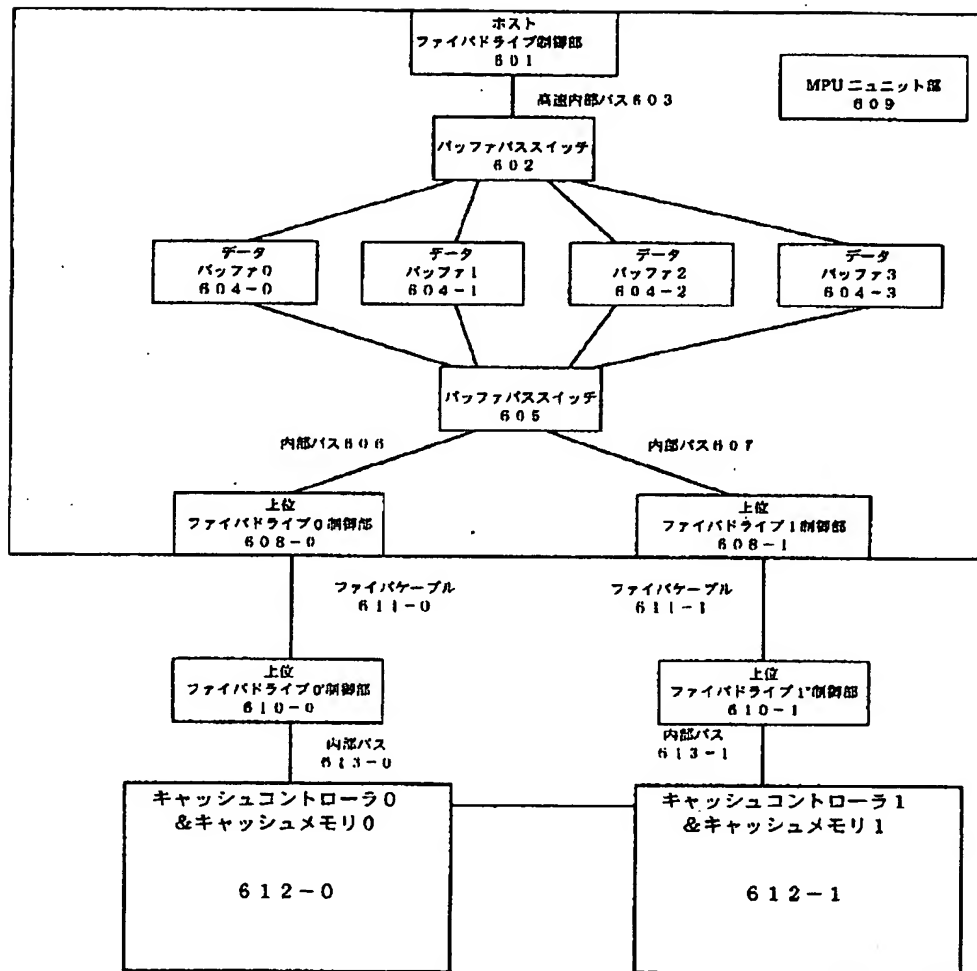 ホスト
ファイバドライブ制御部
601
高速内部バス603
MPUニュニット部
609
バッファバススイッチ
602
データ
バッファ0
604-0
データ
バッファ1
604-1
データ
バッファ2
604-2
データ
バッファ3
604-3
バッファバススイッチ
605
内部バス606
内部バス607
上位
ファイバドライブ0制御部
608-0
上位
ファイバドライブ1制御部
608-1
ファイバケーブル
611-0
ファイバケーブル
611-1
上位
ファイバドライブ0'制御部
610-0
上位
ファイバドライブ1'制御部
610-1
内部バス
613-0
内部バス
613-1
キャッシュコントローラ0
&キャッシュメモリ0
612-0
キャッシュコントローラ1
&キャッシュメモリ1
612-1